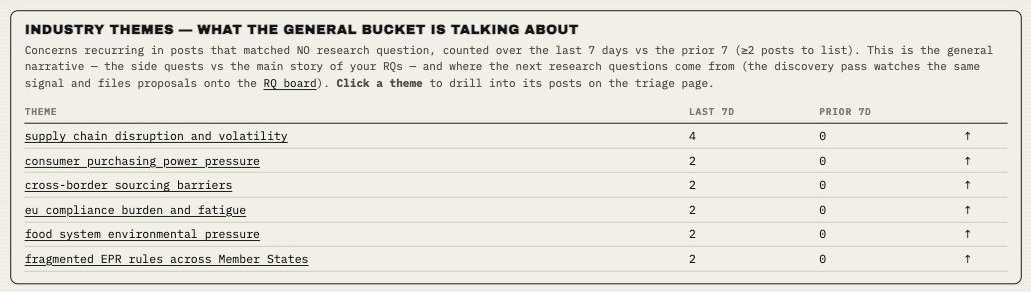 INDUSTRY THEMES — WHAT THE GENERAL BUCKET IS TALKING ABOUT
Concerns recurring in posts that matched NO research question, counted over the last 7 days vs the prior 7 (≥2 posts to list). This is the general
narrative — the side quests vs the main story of your RQs — and where the next research questions come from (the discovery pass watches the same
signal and files proposals onto the RQ board). Click a theme to drill into its posts on the triage page.
THEME LAST 7D PRIOR 7D
supply chain disruption and volatility 4 0 ↑
consumer purchasing power pressure 2 0 ↑
cross-border sourcing barriers 2 0 ↑
eu compliance burden and fatigue 2 0 ↑
food system environmental pressure 2 0 ↑
fragmented EPR rules across Member States 2 0 ↑